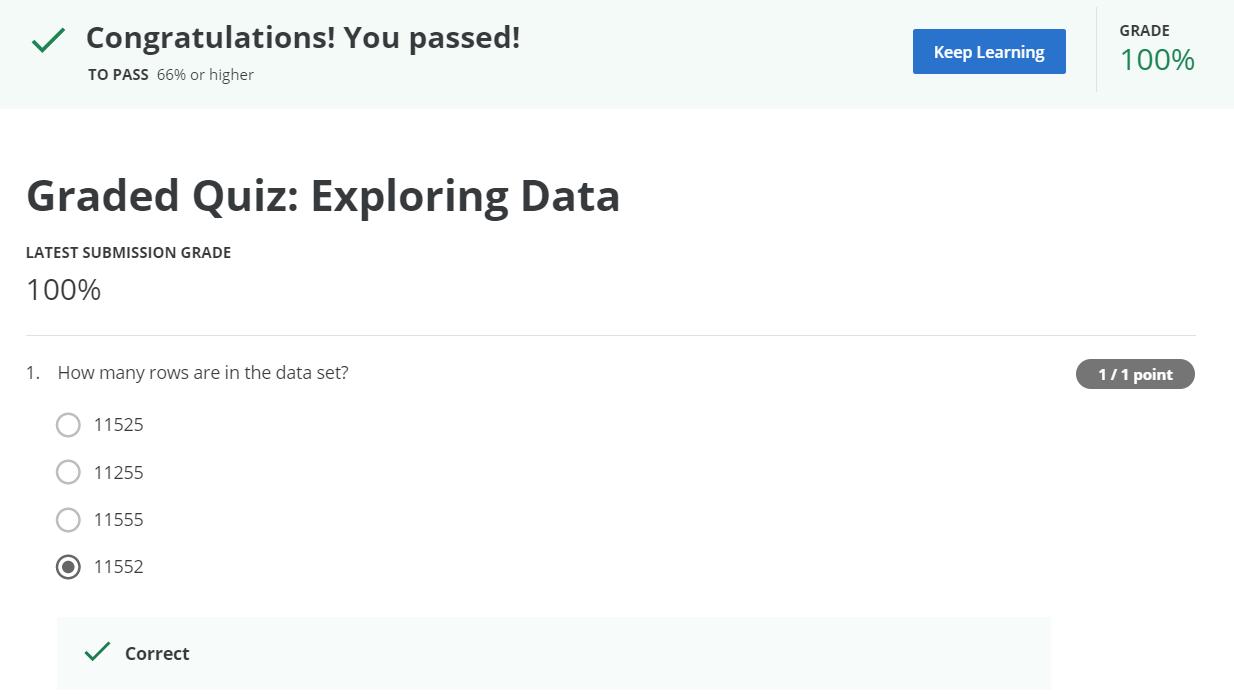 Congratulations! You passed!
TO PASS 66% or higher
Keep Learning
GRADE
100%
Graded Quiz: Exploring Data
LATEST SUBMISSION GRADE
100%
1. How many rows are in the data set?
1 / 1 point
11525
11255
11555
11552
Correct